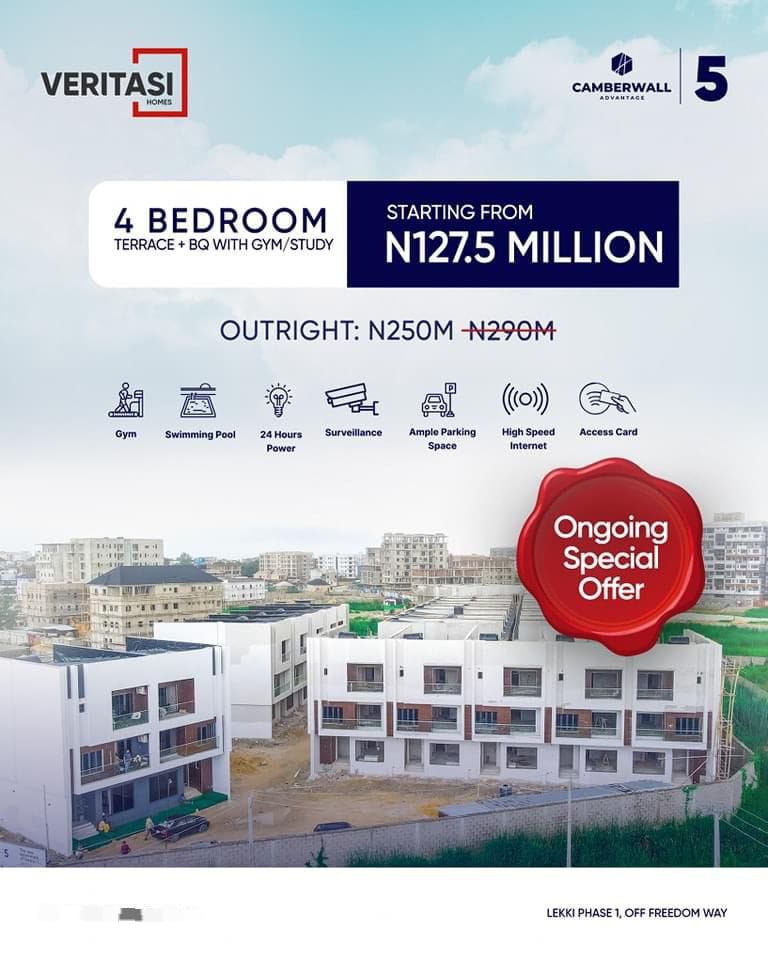 VERITASI
HOMES
CAMBERWALL
ADVANTAGE
5
4 BEDROOM
TERRACE + BQ WITH GYM/STUDY
STARTING FROM
N127.5 MILLION
OUTRIGHT: N250M N290M
Gym
Swimming Pool
24 Hours
Power
Surveillance
P
Ample Parking
Space
High Speed
Internet
Access Card
Ongoing
Special
Offer
5
LEKKI PHASE 1, OFF FREEDOM WAY